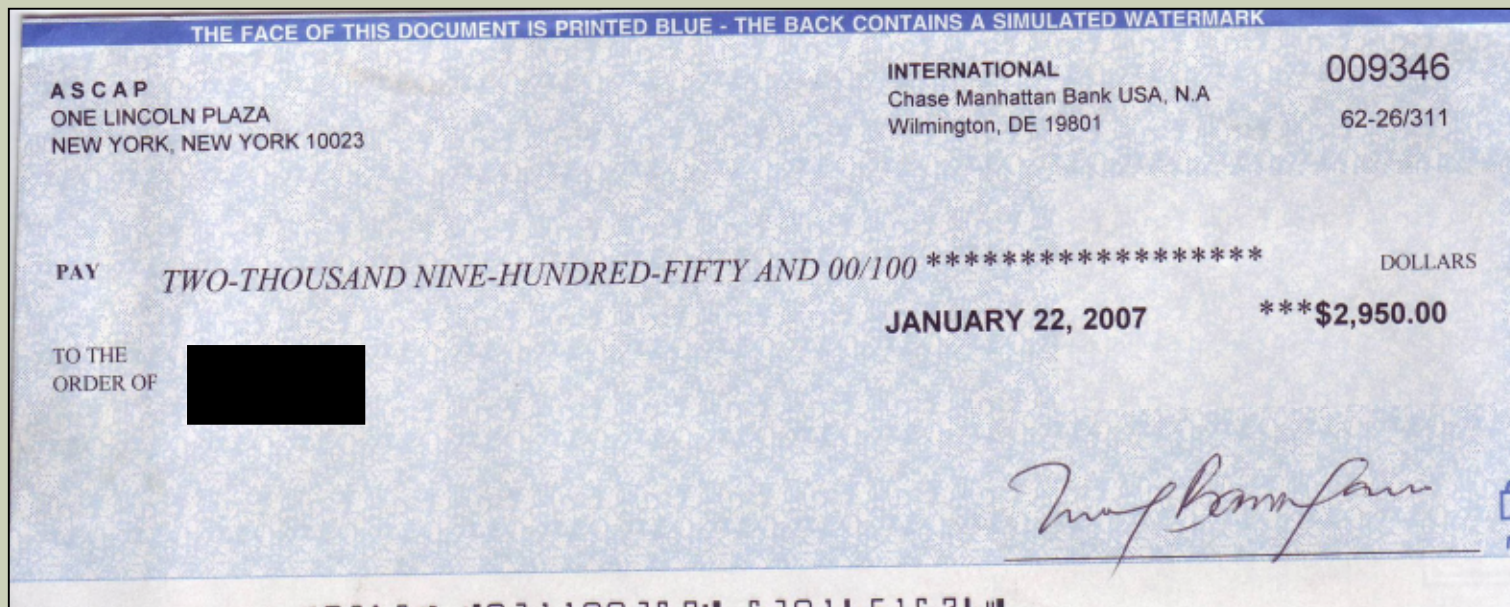 THE FACE OF THIS DOCUMENT IS PRINTED BLUE - THE BACK CONTAINS A SIMULATED WATERMARK
ASCAP
ONE LINCOLN PLAZA
NEW YORK, NEW YORK 10023
INTERNATIONAL
Chase Manhattan Bank USA, N.A
Wilmington, DE 19801
009346
62-26/311
PAY TWO-THOUSAND NINE-HUNDRED-FIFTY AND 00/100 ****************** DOLLARS
JANUARY 22, 2007 ***$2,950.00
TO THE
ORDER OF